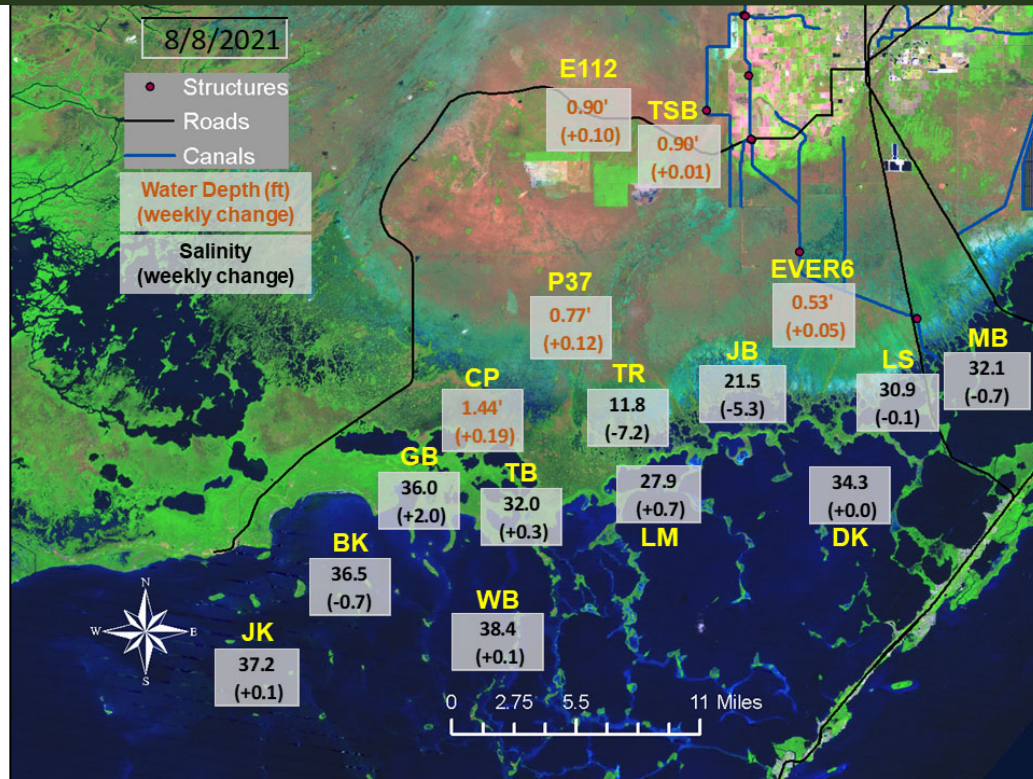 8/8/2021
Structures
Roads
Canals
Water Depth (ft)
(weekly change)
Salinity
(weekly change)
E112
0.90'
(+0.10)
TSB
0.90'
(+0.01)
P37
0.77'
(+0.12)
EVER6
0.53'
(+0.05)
CP
1.44'
(+0.19)
TR
11.8
(-7.2)
JB
21.5
(-5.3)
LS
30.9
(-0.1)
MB
32.1
(-0.7)
GB
36.0
(+2.0)
TB
32.0
(+0.3)
27.9
(+0.7)
LM
34.3
(+0.0)
DK
BK
36.5
(-0.7)
WB
38.4
(+0.1)
JK
37.2
(+0.1)
N
W
E
S
0 2.75 5.5 11 Miles